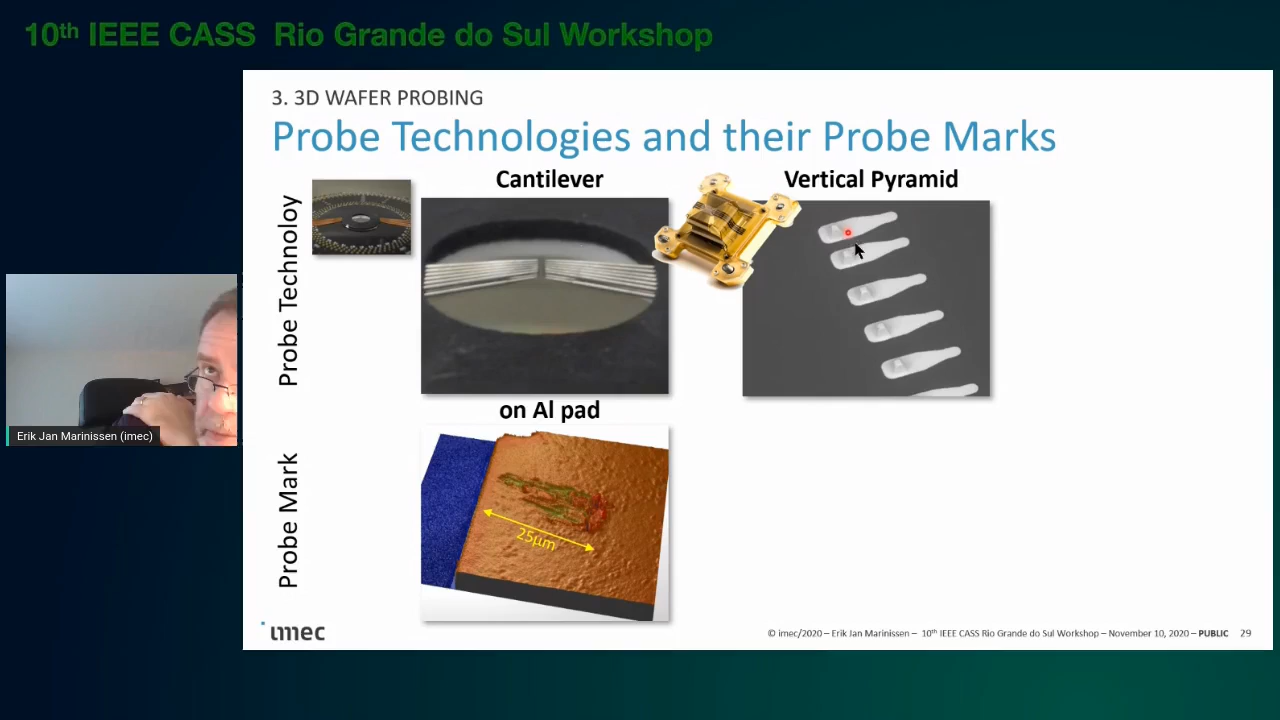 10th IEEE CASS Rio Grande do Sul Workshop
3. 3D WAFER PROBING
Probe Technologies and their Probe Marks
Cantilever
Vertical Pyramid
Probe Technoloy
on Al pad
Probe Mark
25µm
Erik Jan Marinissen (imec)
imec
© imec/2020 – Erik Jan Marinissen – 10th IEEE CASS Rio Grande do Sul Workshop – November 10, 2020 – PUBLIC 29